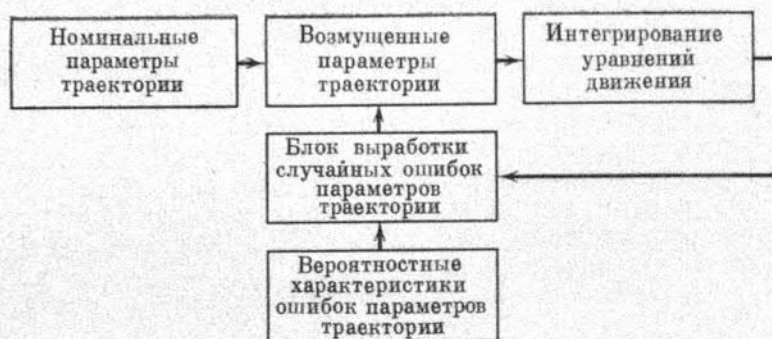 Номинальные
параметры
траектории
Возмущенные
параметры
траектории
Интегрирование
уравнений
движения
Блок выработки
случайных ошибок
параметров
траектории
Вероятностные
характеристики
ошибок параметров
траектории